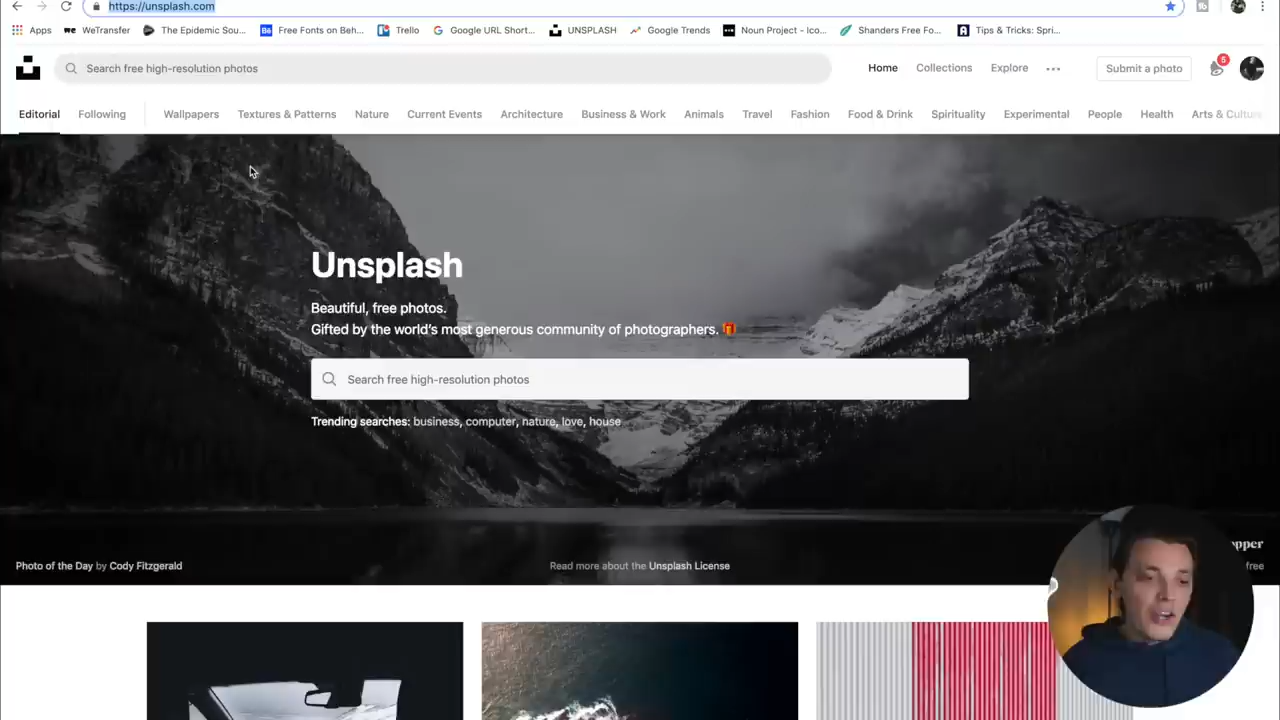 https://unsplash.com
Apps WeTransfer The Epidemic Sou... Free Fonts on Beh... Trello Google URL Short... UNSPLASH Google Trends Noun Project - Ico... Shanders Free Fo... Tips & Tricks: Spri...
Search free high-resolution photos Home Collections Explore Submit a photo 5
Editorial Following Wallpapers Textures & Patterns Nature Current Events Architecture Business & Work Animals Travel Fashion Food & Drink Spirituality Experimental People Health Arts & Culture
Unsplash
Beautiful, free photos.
Gifted by the world's most generous community of photographers.
Search free high-resolution photos
Trending searches: business, computer, nature, love, house
opper
Photo of the Day by Cody Fitzgerald Read more about the Unsplash License free